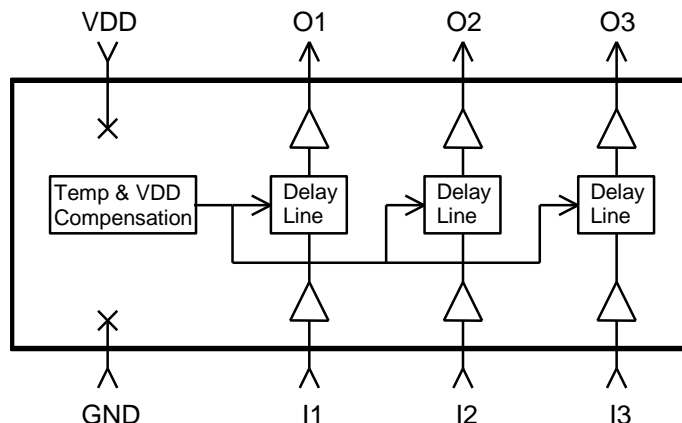 VDD O1 O2 O3
Temp & VDD
Compensation
Delay
Line
Delay
Line
Delay
Line
GND I1 I2 I3